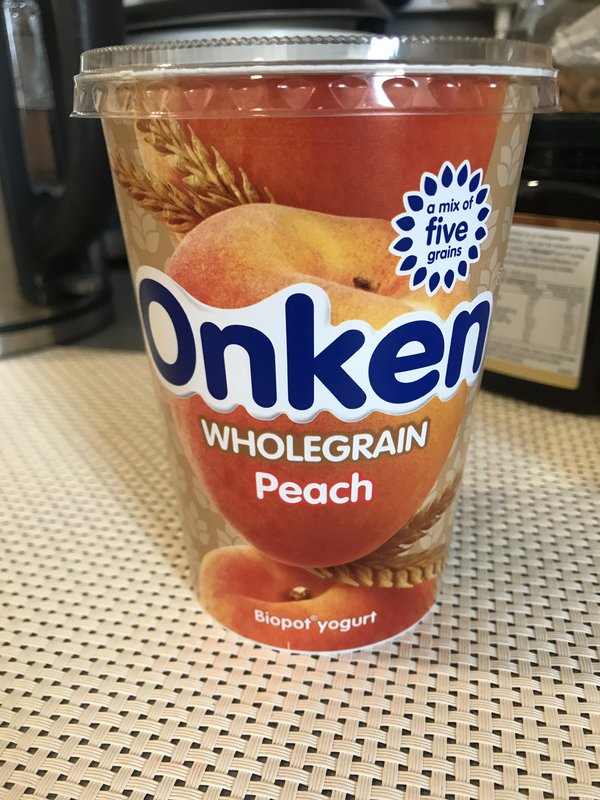 a mix of
five
grains
Onken
WHOLEGRAIN
Peach
Biopot® yogurt